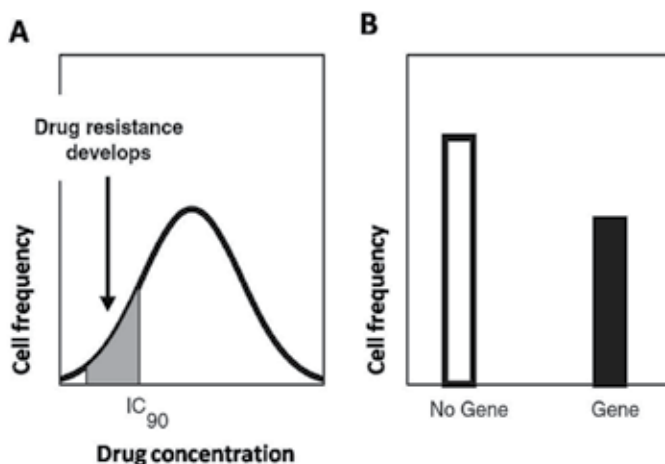 A
Drug resistance
develops
Cell frequency
IC90
Drug concentration
B
Cell frequency
No Gene
Gene